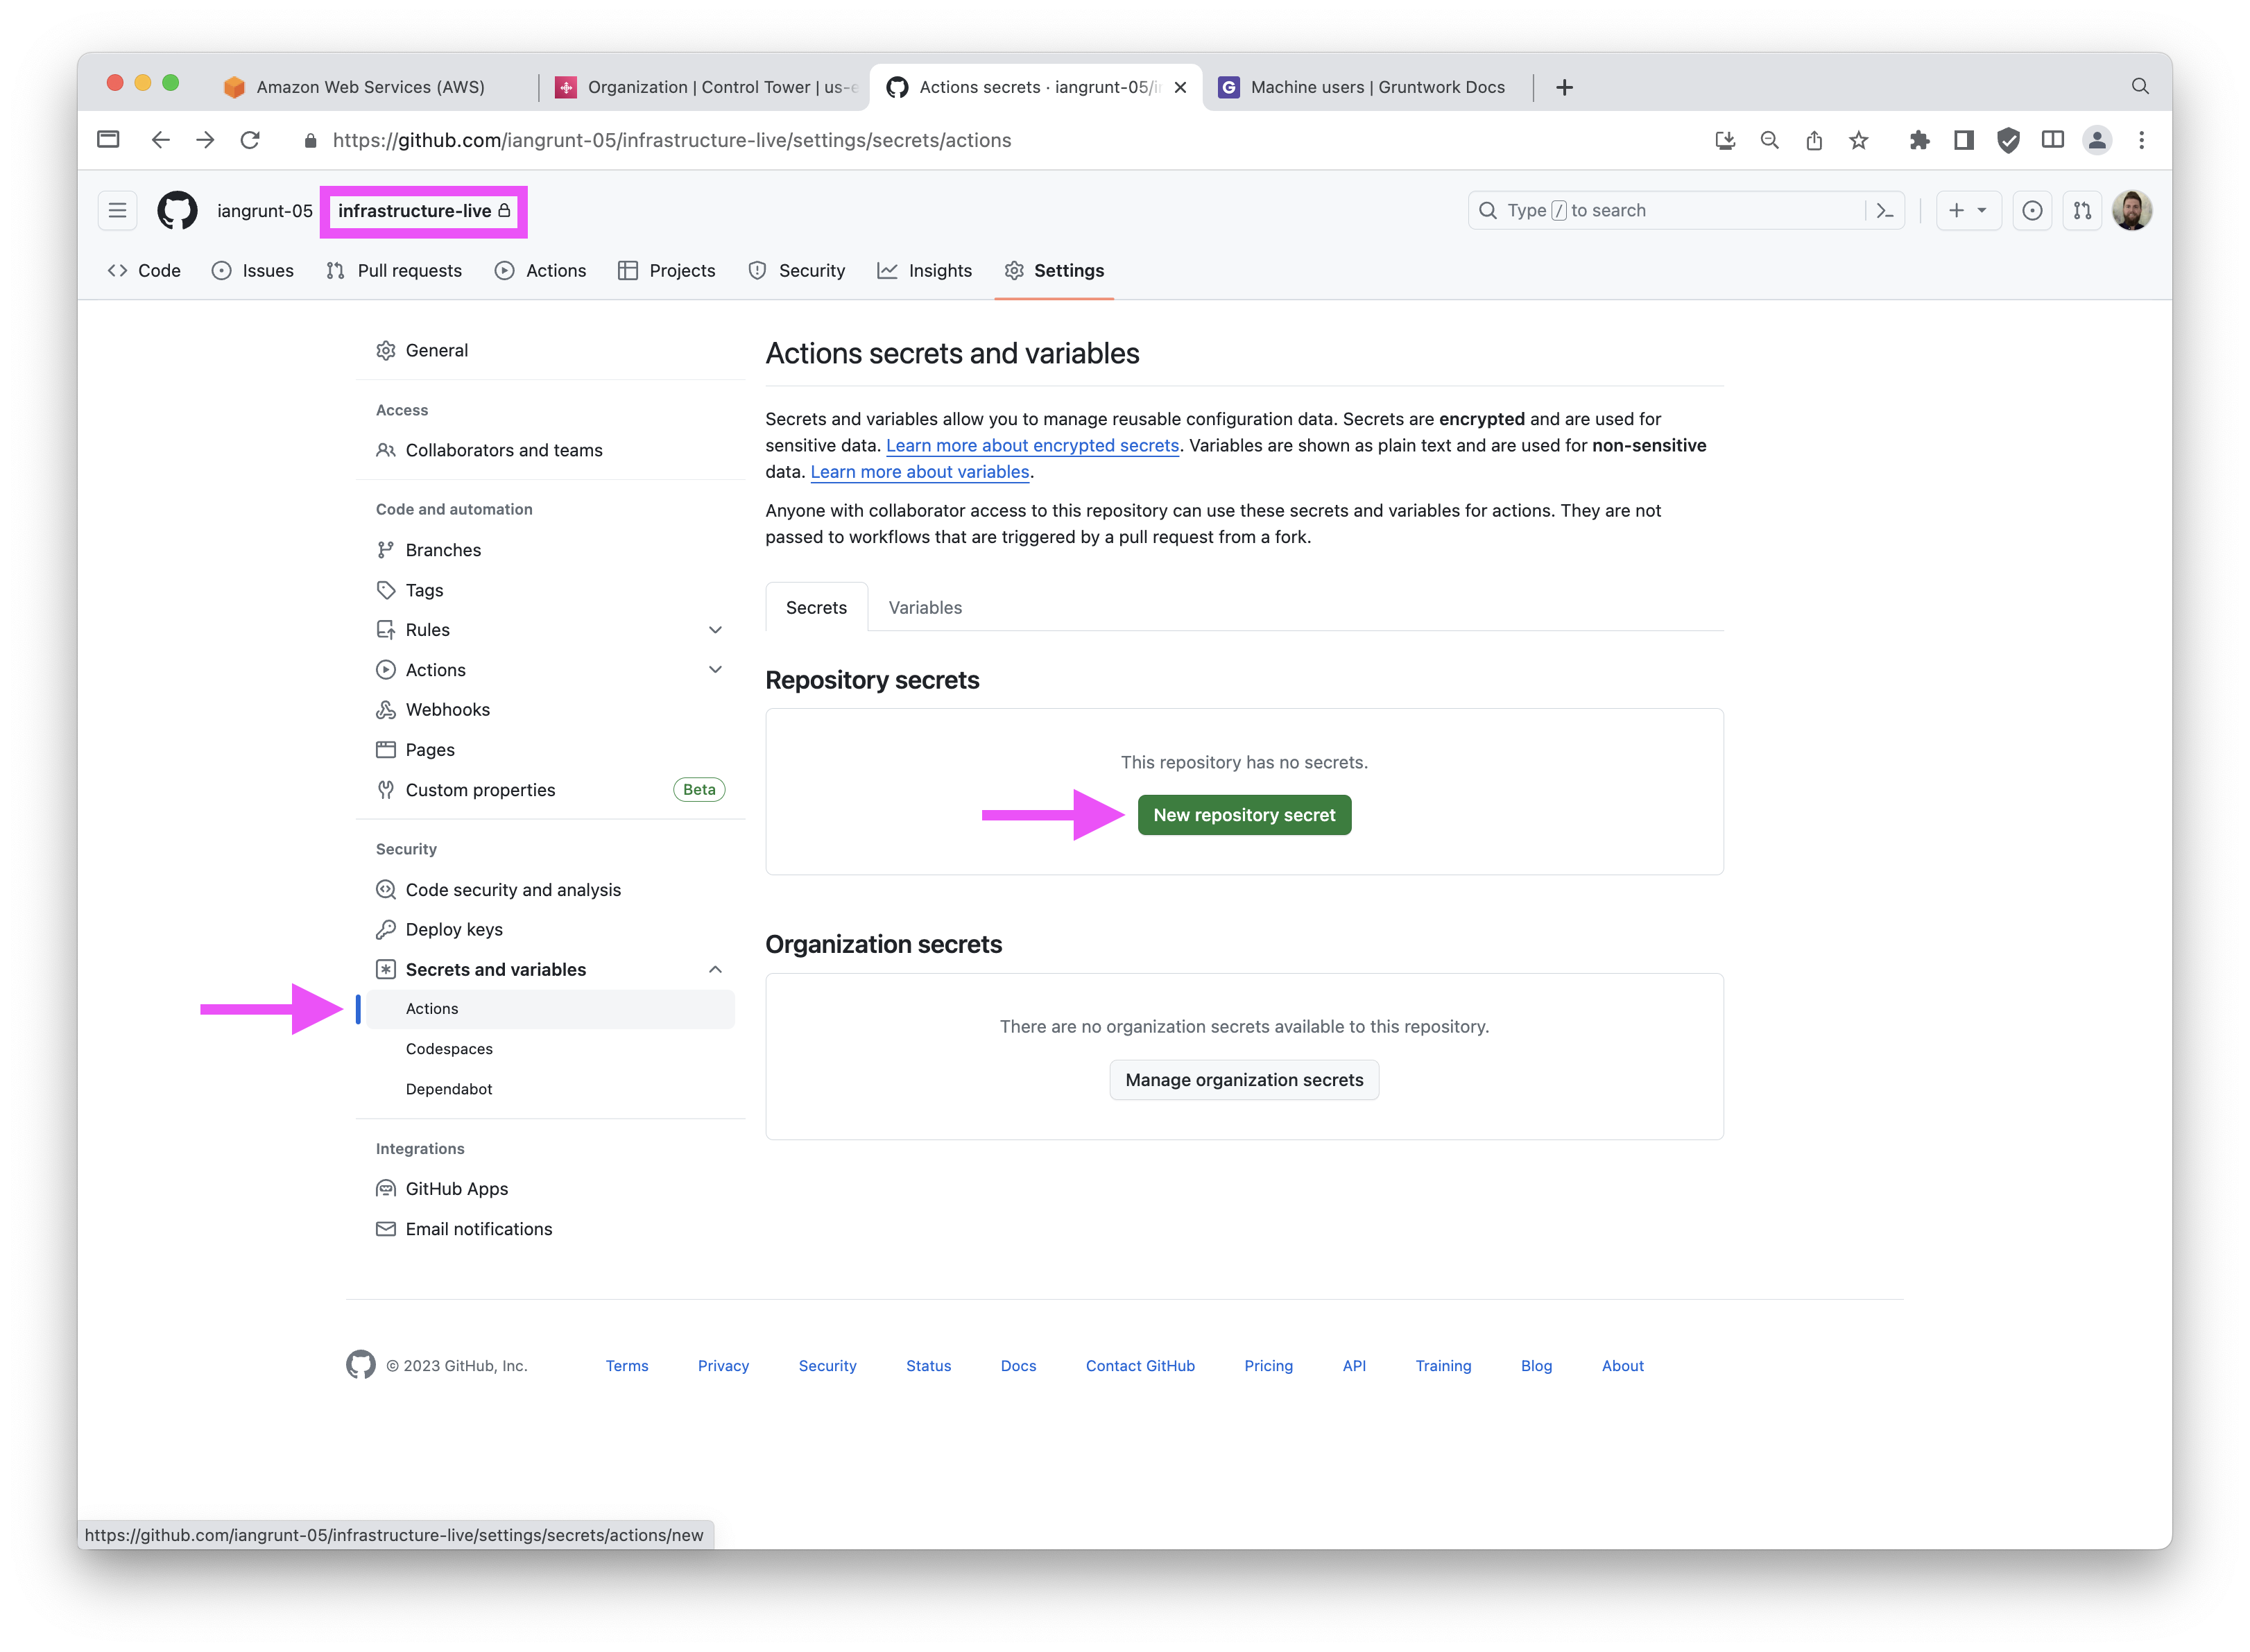 Amazon Web Services (AWS)
Organization | Control Tower | us-e
Actions secrets · iangrunt-05/i
Machine users | Gruntwork Docs
https://github.com/iangrunt-05/infrastructure-live/settings/secrets/actions
iangrunt-05
infrastructure-live
Type / to search
Code
Issues
Pull requests
Actions
Projects
Security
Insights
Settings
General
Access
Collaborators and teams
Code and automation
Branches
Tags
Rules
Actions
Webhooks
Pages
Custom properties
Beta
Security
Code security and analysis
Deploy keys
Secrets and variables
Actions
Codespaces
Dependabot
Integrations
GitHub Apps
Email notifications
Actions secrets and variables
Secrets and variables allow you to manage reusable configuration data. Secrets are encrypted and are used for
sensitive data. Learn more about encrypted secrets. Variables are shown as plain text and are used for non-sensitive
data. Learn more about variables.
Anyone with collaborator access to this repository can use these secrets and variables for actions. They are not
passed to workflows that are triggered by a pull request from a fork.
Secrets
Variables
Repository secrets
This repository has no secrets.
New repository secret
Organization secrets
There are no organization secrets available to this repository.
Manage organization secrets
© 2023 GitHub, Inc.
Terms
Privacy
Security
Status
Docs
Contact GitHub
Pricing
API
Training
Blog
About
https://github.com/iangrunt-05/infrastructure-live/settings/secrets/actions/new